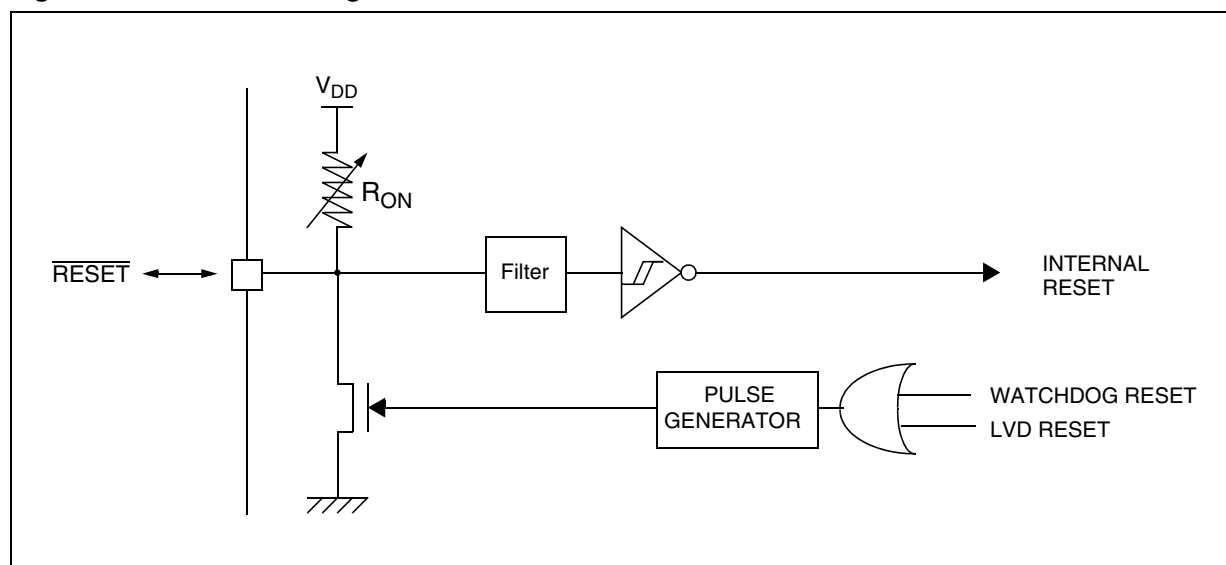 V_DD
R_ON
RESET
Filter
INTERNAL
RESET
PULSE
GENERATOR
WATCHDOG RESET
LVD RESET